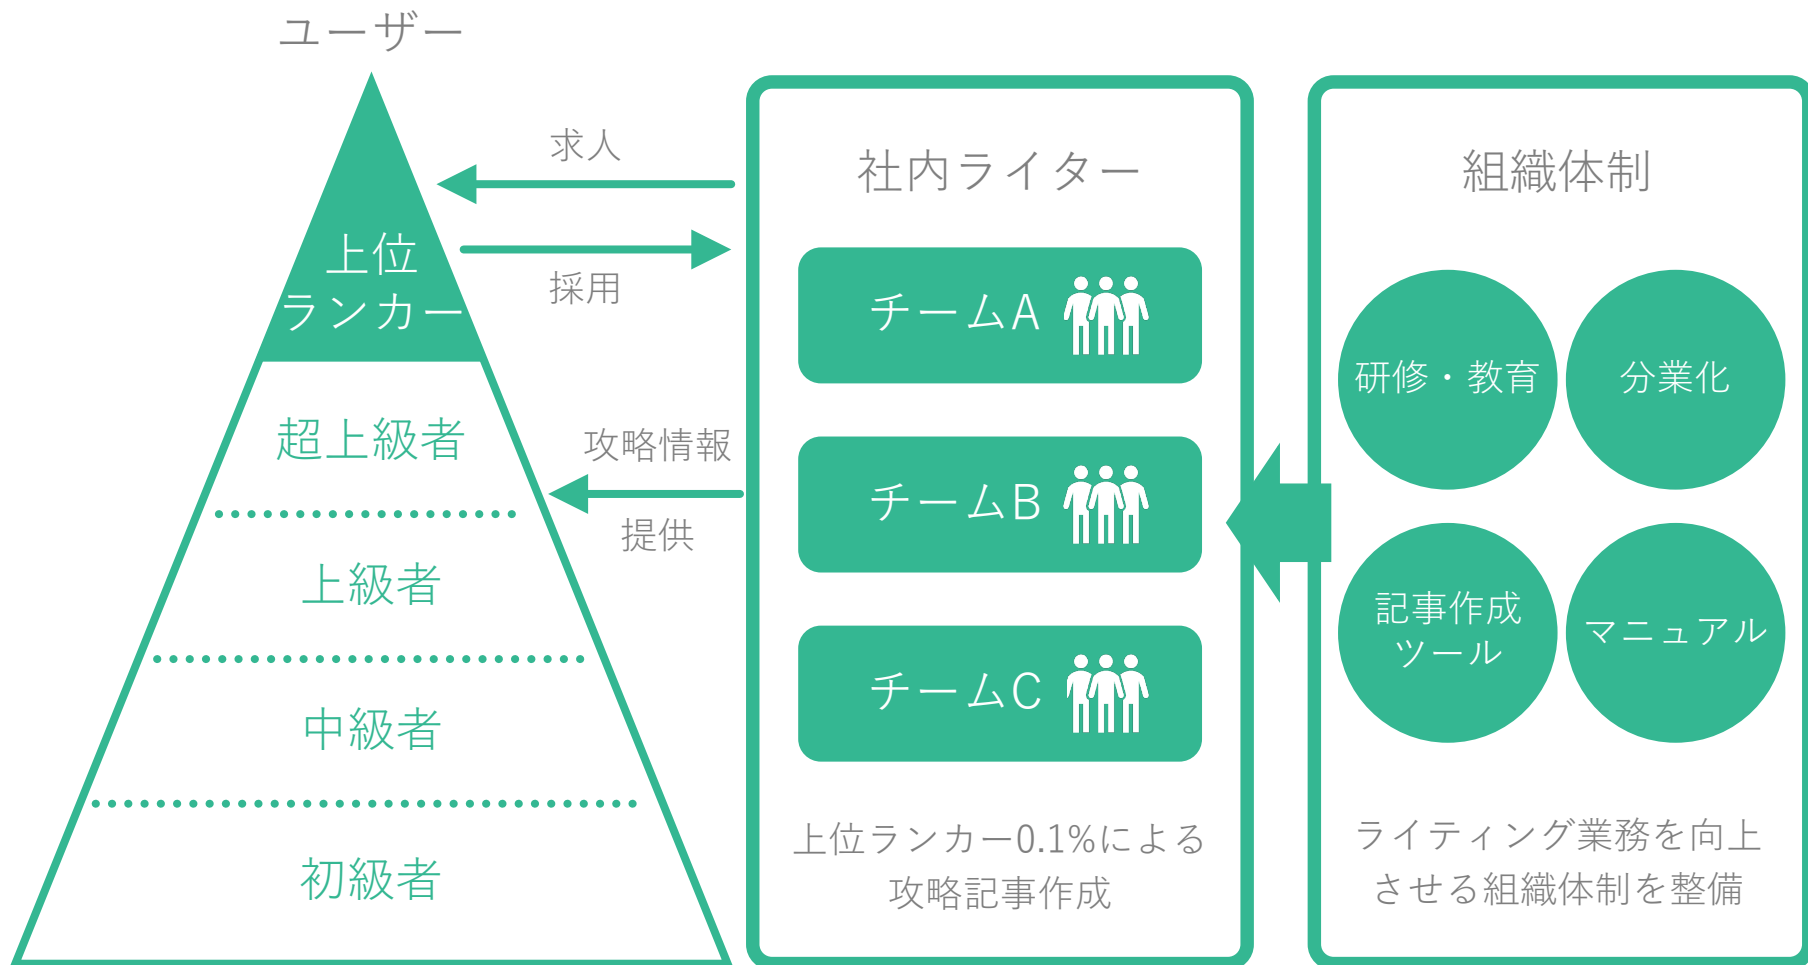 ユーザー
上位
ランカー
超上級者
上級者
中級者
初級者
求人
採用
攻略情報
提供
社内ライター
チームA
チームB
チームC
上位ランカー0.1%による
攻略記事作成
組織体制
研修・教育
分業化
記事作成
ツール
マニュアル
ライティング業務を向上
させる組織体制を整備